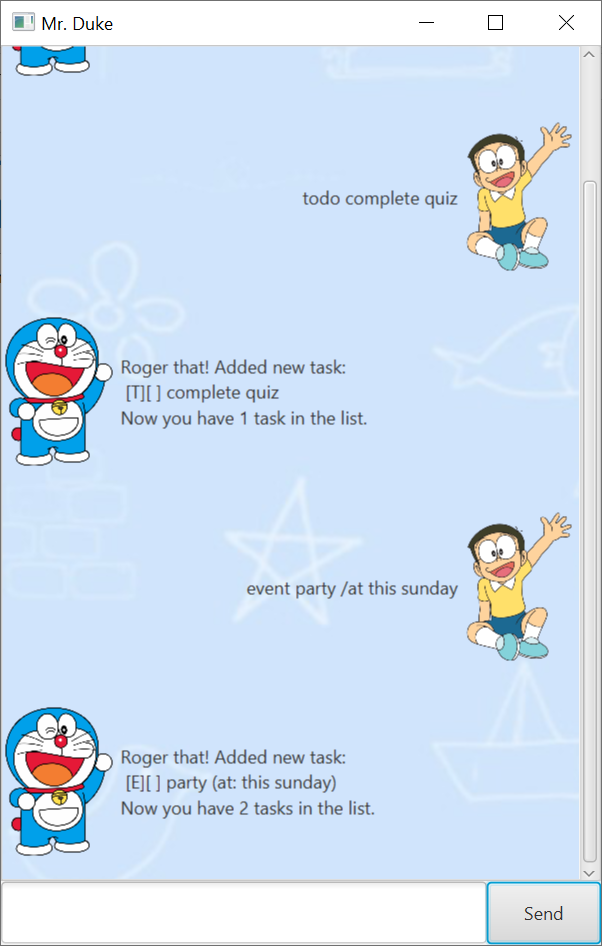 Mr. Duke
todo complete quiz
Roger that! Added new task:
[T][ ] complete quiz
Now you have 1 task in the list.
event party /at this sunday
Roger that! Added new task:
[E][ ] party (at: this sunday)
Now you have 2 tasks in the list.
Send